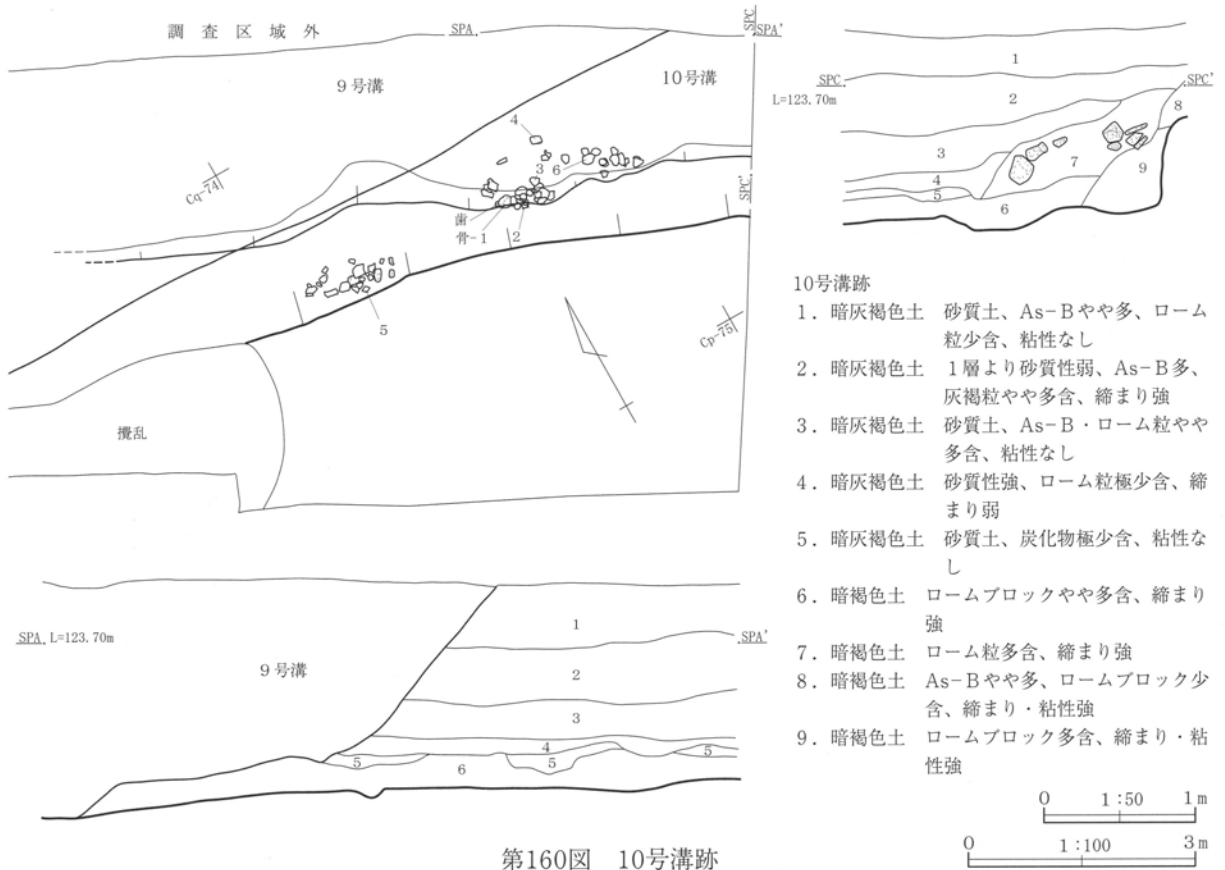 調査区域外
SPA
SPC
SPA'
9号溝
10号溝
4
3
6
Cq-74
歯
骨-1
2
SPC'
5
Cp-75
攪乱
1
SPC
SPC'
L=123.70m
2
8
3
7
9
4
5
6
10号溝跡
1. 暗灰褐色土 砂質土、As-Bやや多、ローム
粒少含、粘性なし
2. 暗灰褐色土 1層より砂質性弱、As-B多、
灰褐粒やや多含、締まり強
3. 暗灰褐色土 砂質土、As-B・ローム粒やや
多含、粘性なし
4. 暗灰褐色土 砂質性強、ローム粒極少含、締
まり弱
5. 暗灰褐色土 砂質土、炭化物極少含、粘性な
し
6. 暗褐色土 ロームブロックやや多含、締まり
強
7. 暗褐色土 ローム粒多含、締まり強
8. 暗褐色土 As-Bやや多、ロームブロック少
含、締まり・粘性強
9. 暗褐色土 ロームブロック多含、締まり・粘
性強
SPA L=123.70m
SPA'
9号溝
1
2
3
4
5
5
5
6
0 1:50 1m
0 1:100 3m
第160図 10号溝跡